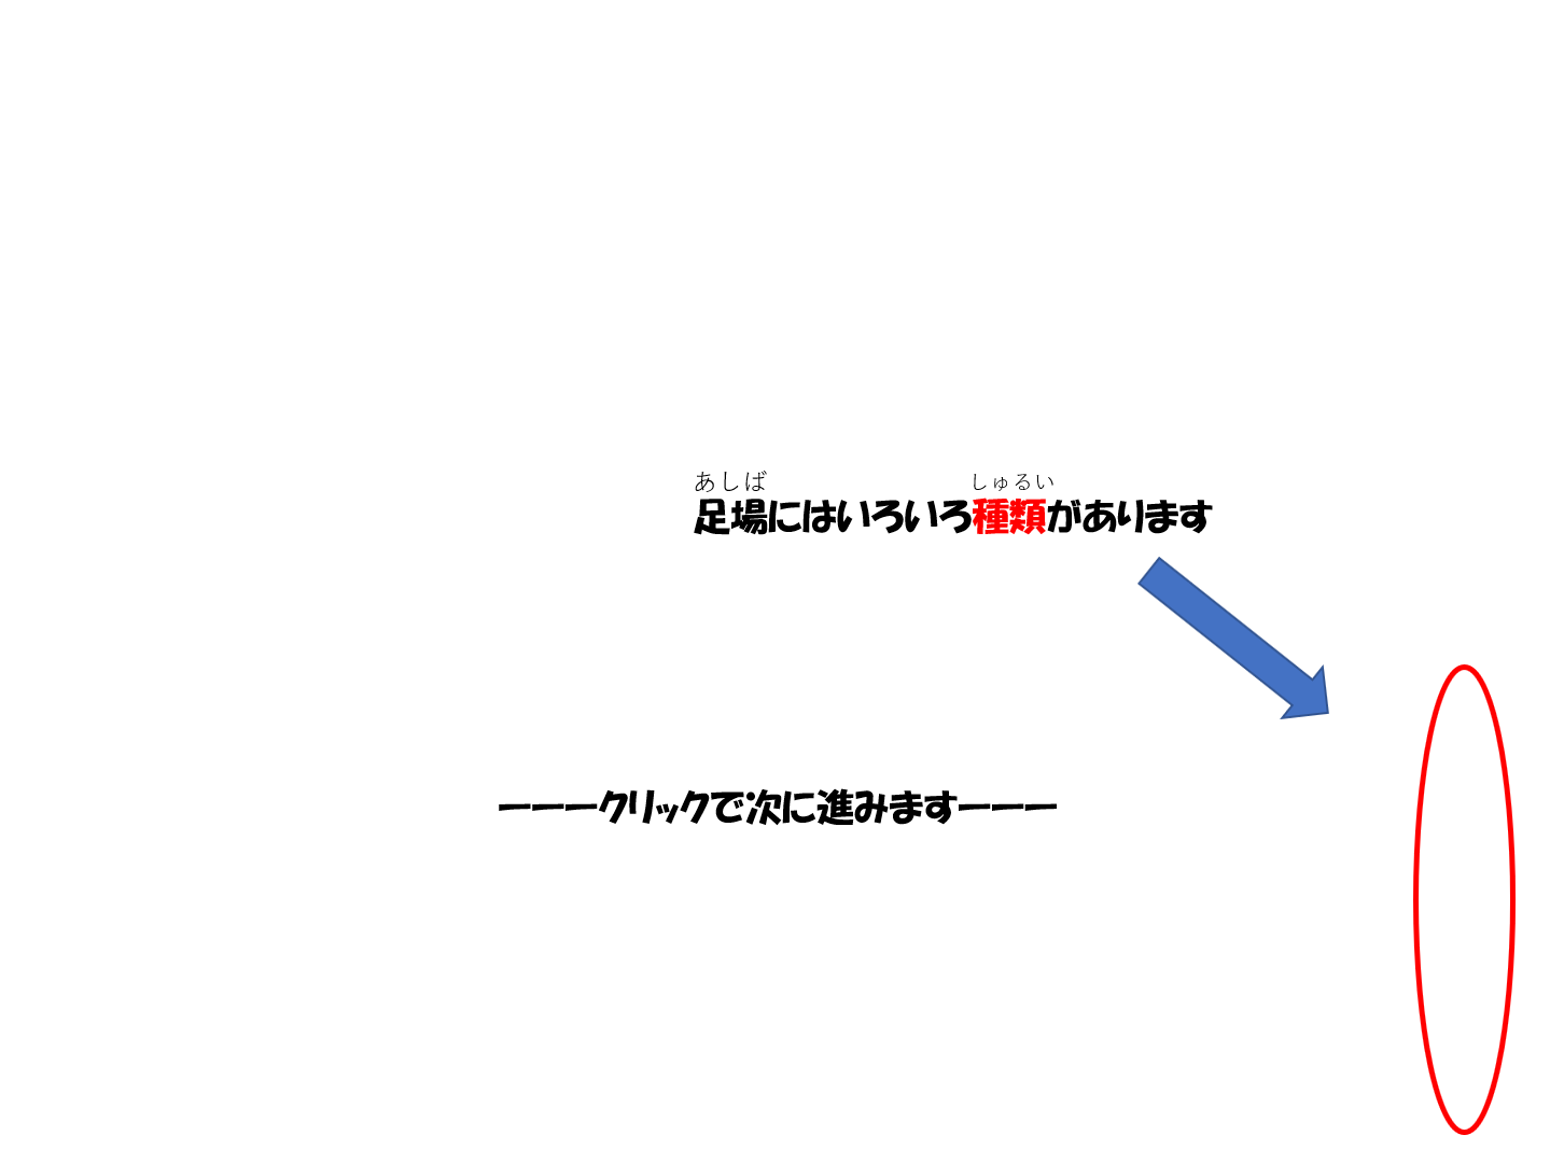 あしば しゅるい
足場にはいろいろ種類があります
ーーークリックで次に進みますーーー